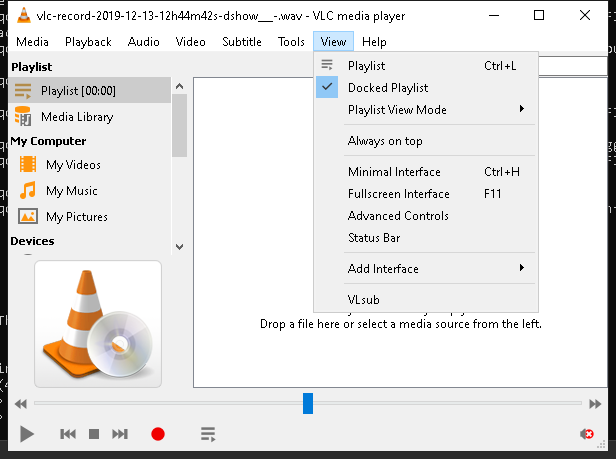 vlc-record-2019-12-13-12h44m42s-dshow___-.wav - VLC media player
Media Playback Audio Video Subtitle Tools View Help
Playlist
Playlist [00:00]
Media Library
My Computer
My Videos
My Music
My Pictures
Devices
Playlist Ctrl+L
Docked Playlist
Playlist View Mode
Always on top
Minimal Interface Ctrl+H
Fullscreen Interface F11
Advanced Controls
Status Bar
Add Interface
VLsub
Drop a file here or select a media source from the left.